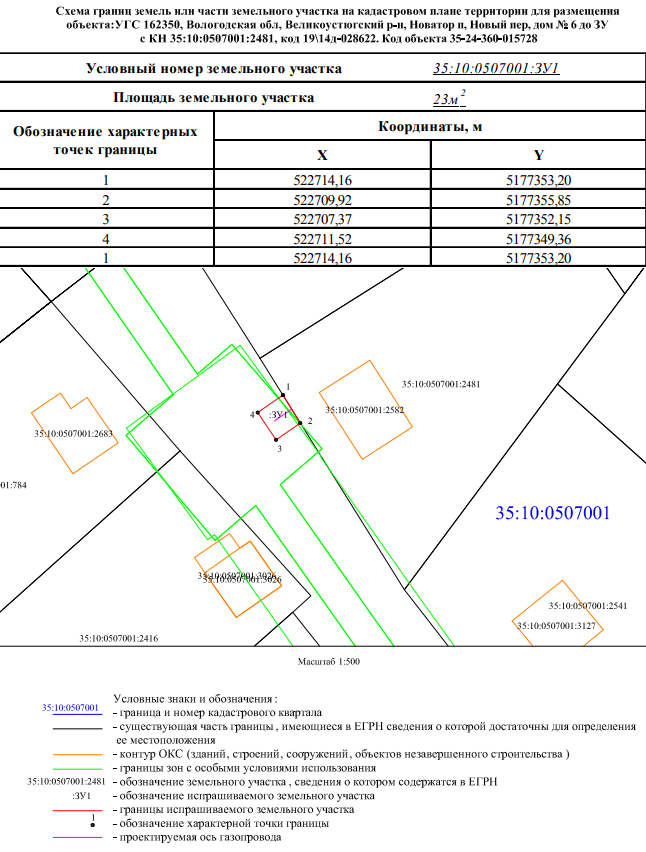 Схема границ земель или части земельного участка на кадастровом плане территории для размещения
объекта:УГС 162350, Вологодская обл, Великоустюгский р-н, Новатор п, Новый пер, дом № 6 до ЗУ
с КН 35:10:0507001:2481, код 19\14д-028622. Код объекта 35-24-360-015728
Условный номер земельного участка 35:10:0507001:ЗУ1
Площадь земельного участка 23м²
Обозначение характерных точек границы Координаты, м
X Y
1 522714,16 5177353,20
2 522709,92 5177355,85
3 522707,37 5177352,15
4 522711,52 5177349,36
1 522714,16 5177353,20
1
35:10:0507001:2481
4 :ЗУ1 35:10:0507001:2582
2
35:10:0507001:2683
3
01:784
35:10:0507001
35:10:0507001:3026
35:10:0507001:3026
35:10:0507001:2541
35:10:0507001:3127
35:10:0507001:2416
Масштаб 1:500
Условные знаки и обозначения :
35:10:0507001 - граница и номер кадастрового квартала
- существующая часть границы , имеющиеся в ЕГРН сведения о которой достаточны для определения
ее местоположения
- контур ОКС (зданий, строений, сооружений, объектов незавершенного строительства )
- границы зон с особыми условиями использования
35:10:0507001:2481 - обозначение земельного участка , сведения о котором содержатся в ЕГРН
:ЗУ1 - обозначение испрашиваемого земельного участка
- границы испрашиваемого земельного участка
1 - обозначение характерной точки границы
- проектируемая ось газопровода